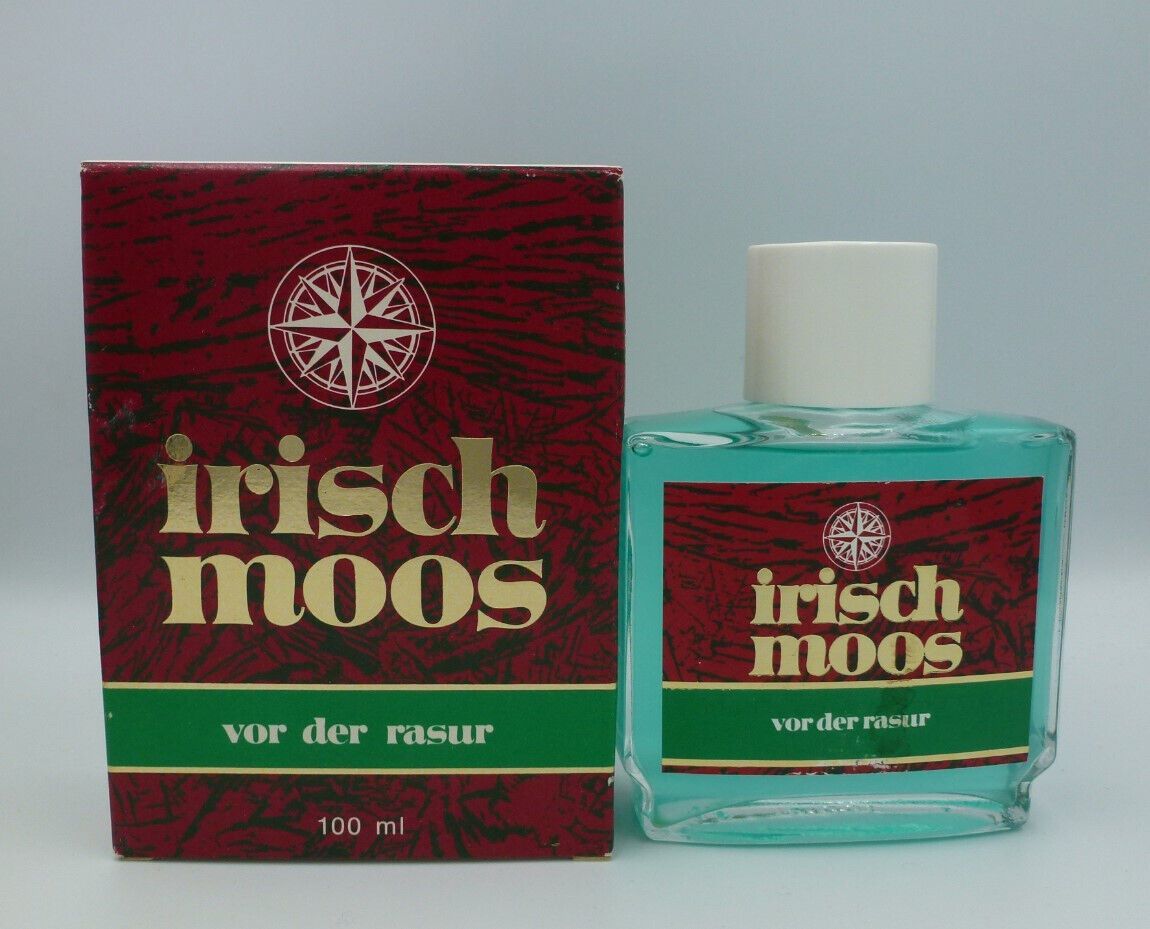 irisch
moos
vor der rasur
100 ml
irisch
moos
vor der rasur